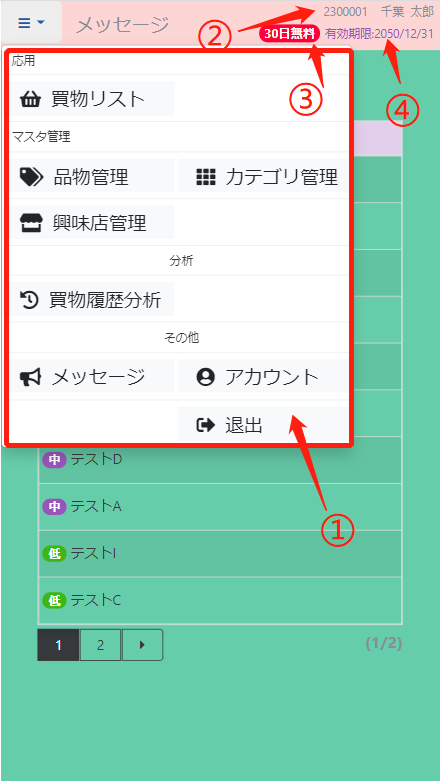 メッセージ
2300001 千葉 太郎
②
30日無料 有効期限:2050/12/31
③
④
応用
買物リスト
マスタ管理
品物管理 カテゴリ管理
興味店管理
分析
買物履歴分析
その他
メッセージ アカウント
退出
①
中 テストD
中 テストA
低 テストI
低 テストC
1 2
(1/2)